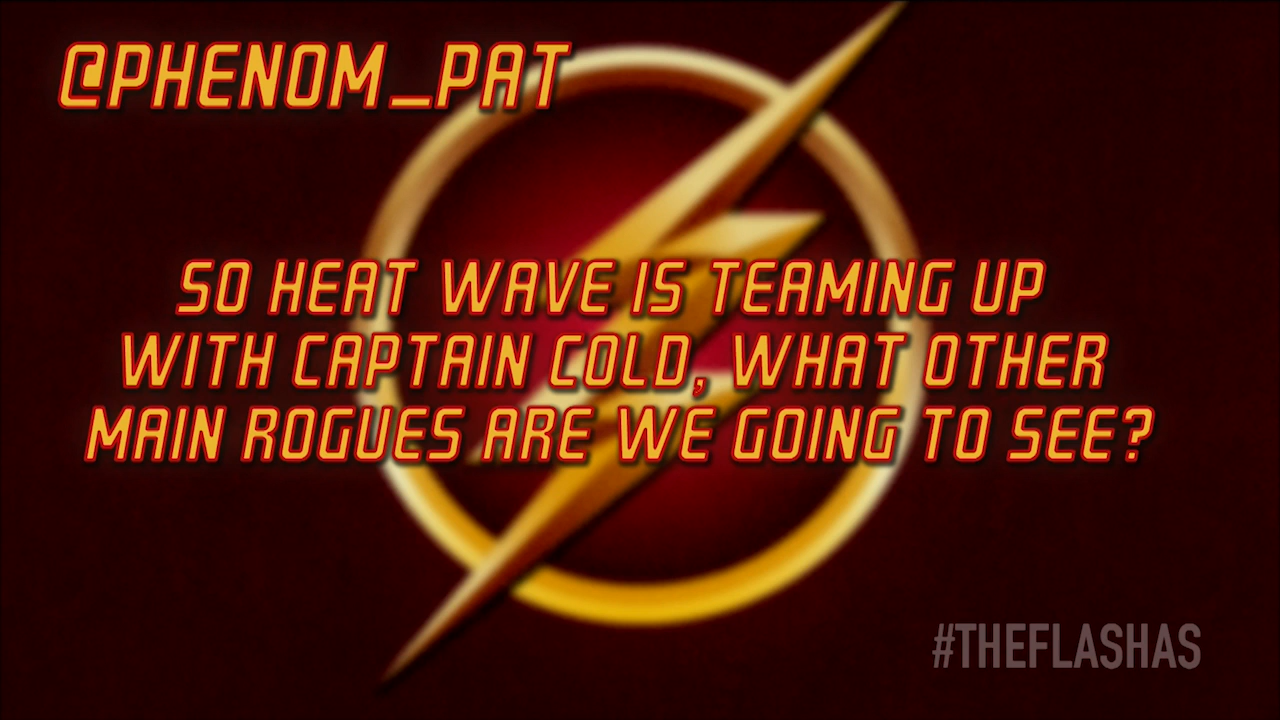 @PHENOM_PAT
SO HEAT WAVE IS TEAMING UP
WITH CAPTAIN COLD, WHAT OTHER
MAIN ROGUES ARE WE GOING TO SEE?
#THEFLASHAS